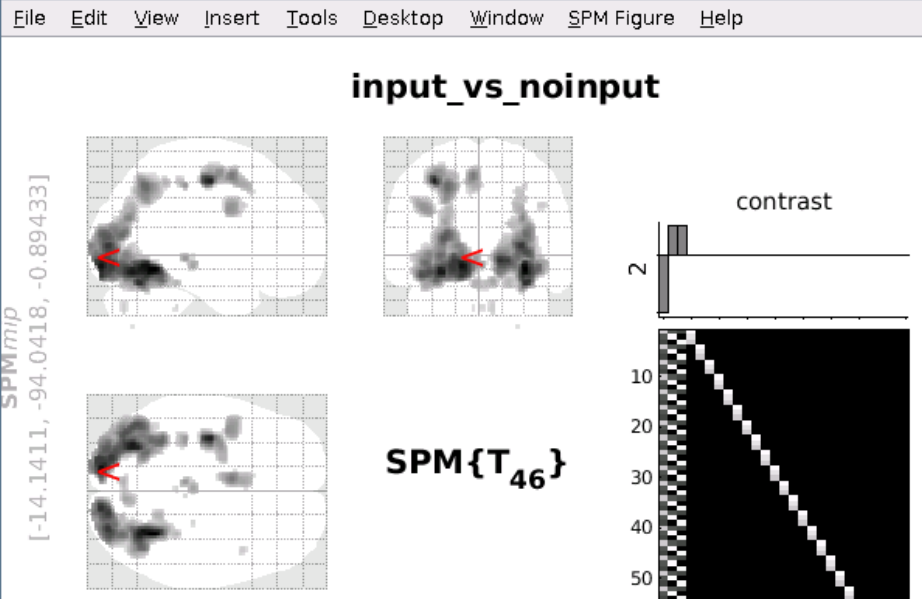 File Edit View Insert Tools Desktop Window SPM Figure Help
input_vs_noinput
SPMmip
[-14.1411, -94.0418, -0.89433]
<
<
contrast
2
<
SPM{T46}
10
20
30
40
50